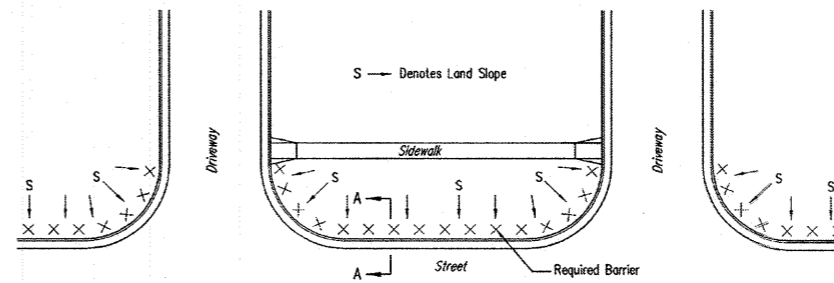 S Denotes Land Slope
Driveway
Sidewalk
Driveway
S
S
S
S
S
S
S
A
A
Street
Required Barrier